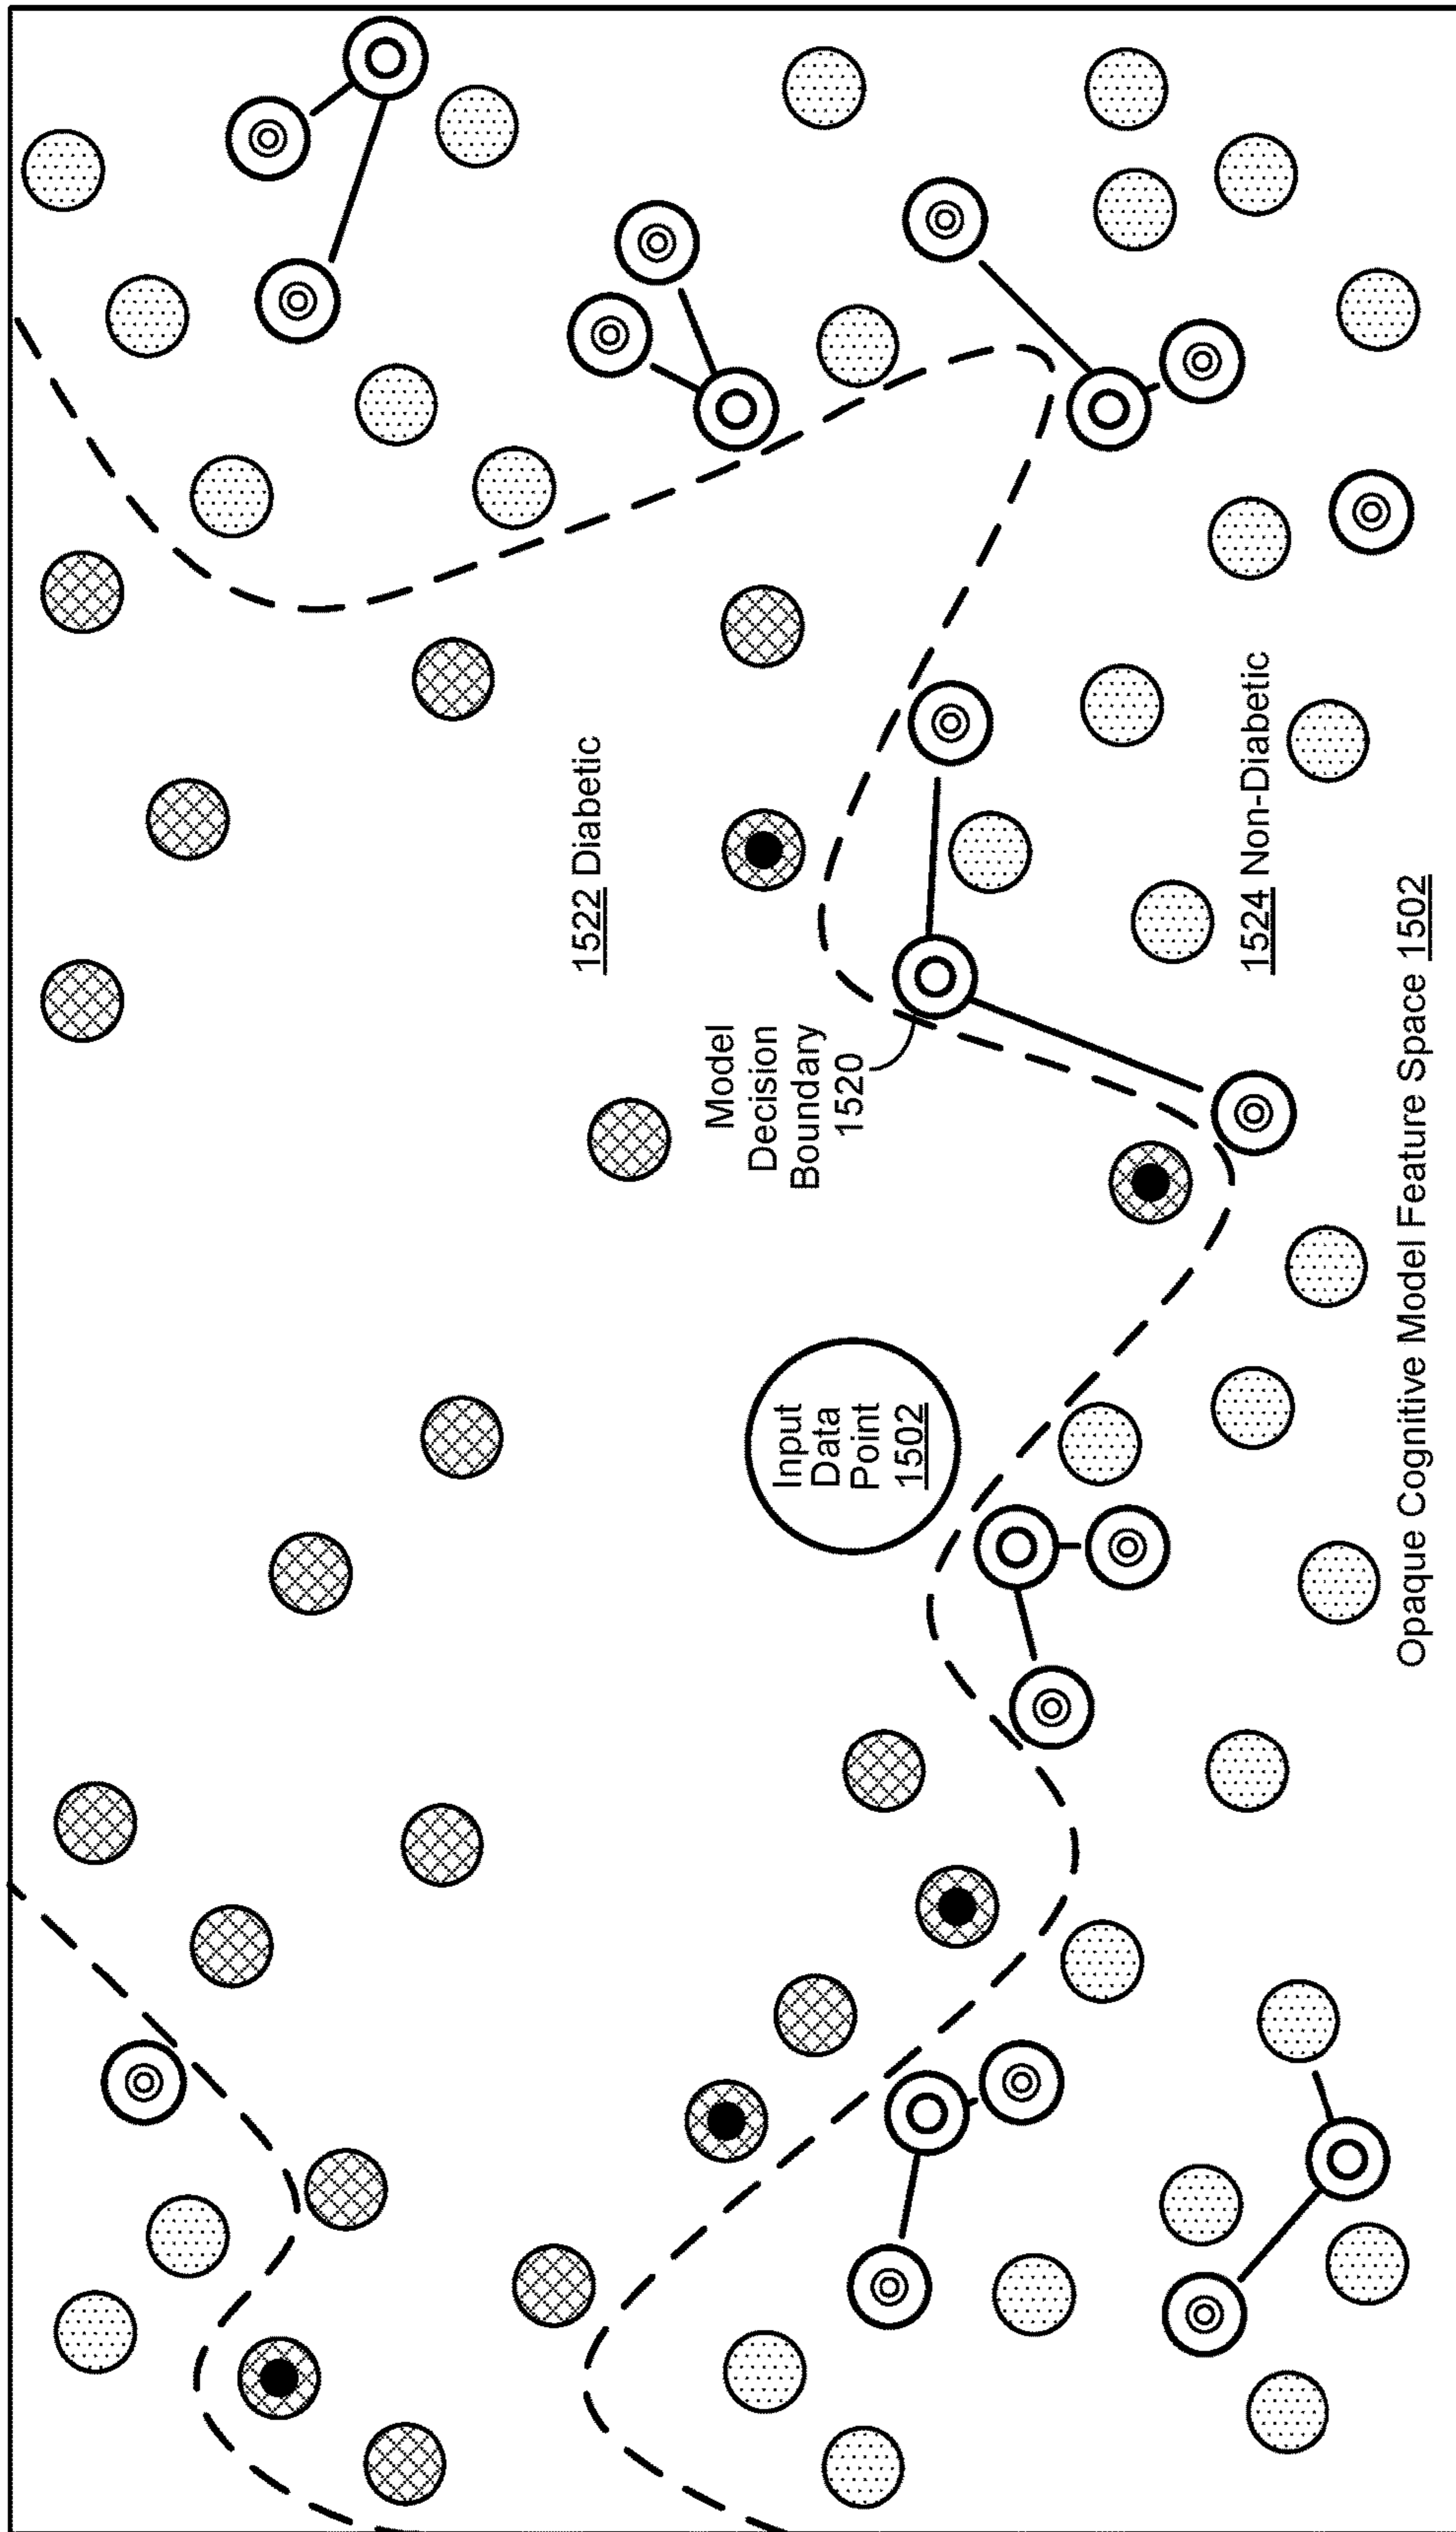 1522 Diabetic
Model
Decision
Boundary
1520
Input
Data
Point
1502
1524 Non-Diabetic
Opaque Cognitive Model Feature Space 1502